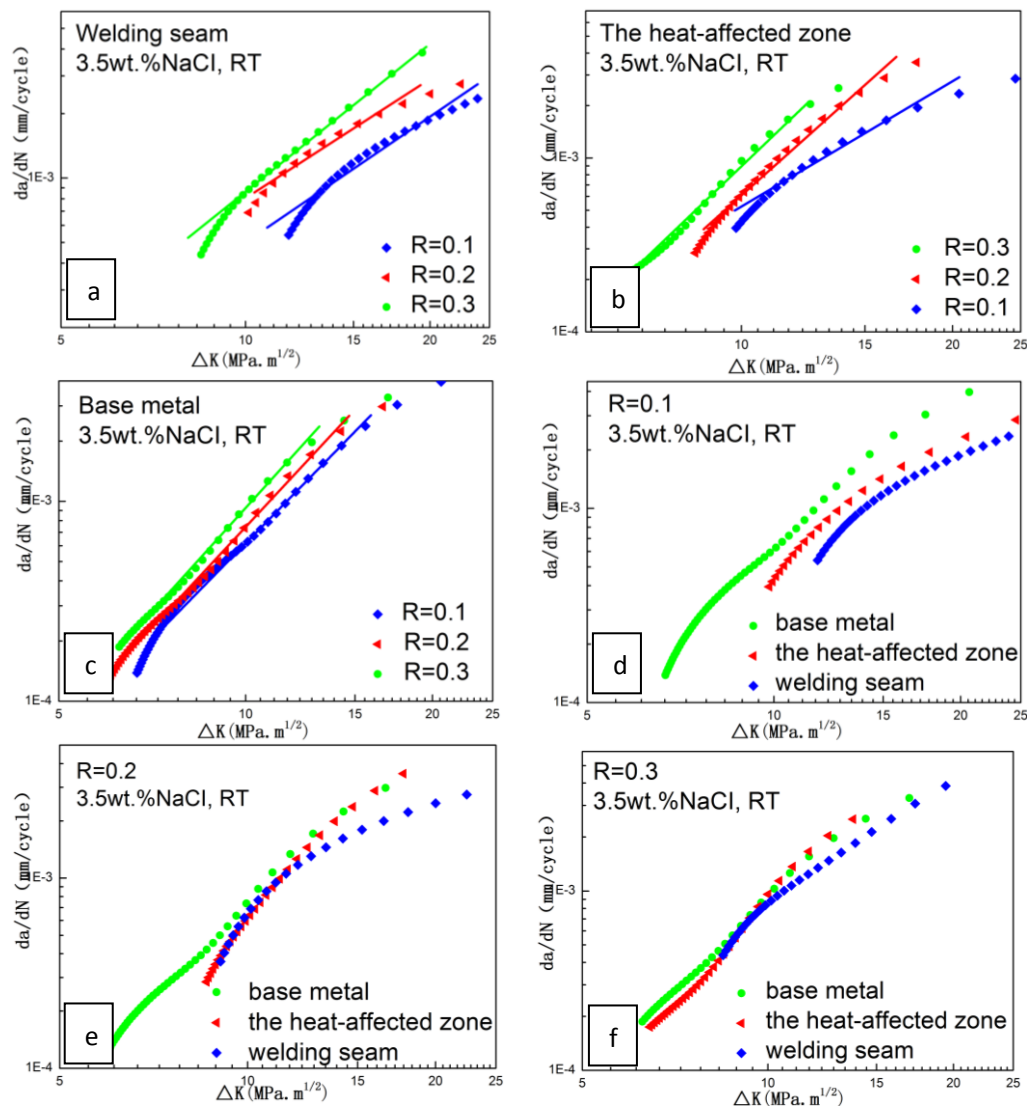 Welding seam
3.5wt.%NaCl, RT
da/dN (mm/cycle)
1E-3
R=0.1
R=0.2
R=0.3
a
5
10
15
20
25
△K(MPa.m^1/2)
The heat-affected zone
3.5wt.%NaCl, RT
da/dN (mm/cycle)
1E-3
R=0.3
R=0.2
R=0.1
b
1E-4
5
10
15
20
25
△K(MPa.m^1/2)
Base metal
3.5wt.%NaCl, RT
da/dN (mm/cycle)
1E-3
R=0.1
R=0.2
R=0.3
c
1E-4
5
10
15
20
25
△K(MPa.m^1/2)
R=0.1
3.5wt.%NaCl, RT
da/dN (mm/cycle)
1E-3
base metal
the heat-affected zone
welding seam
d
1E-4
5
10
15
20
25
△K(MPa.m^1/2)
R=0.2
3.5wt.%NaCl, RT
da/dN (mm/cycle)
1E-3
base metal
the heat-affected zone
welding seam
e
1E-4
5
10
15
20
25
△K(MPa.m^1/2)
R=0.3
3.5wt.%NaCl, RT
da/dN (mm/cycle)
1E-3
base metal
the heat-affected zone
welding seam
f
1E-4
5
10
15
20
25
△K(MPa.m^1/2)